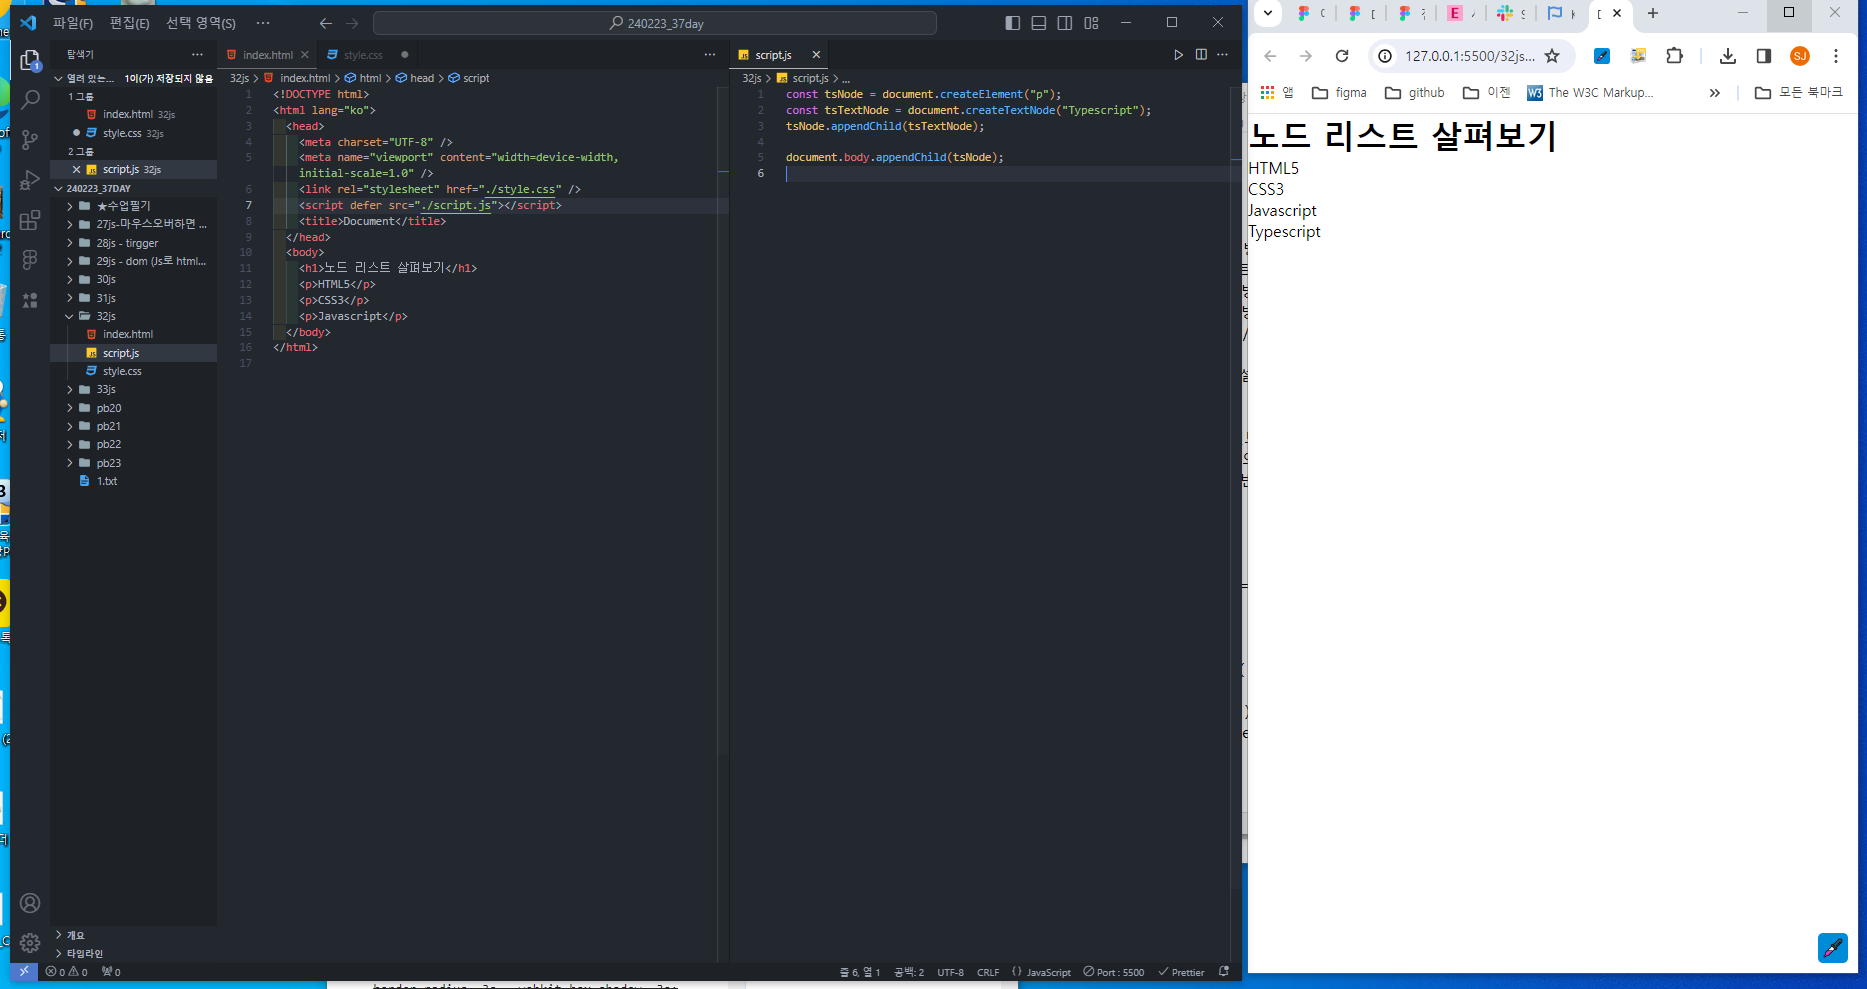 파일(F) 편집(E) 선택 영역(S) ··· 240223_37day
탐색기
열려 있는... 1이(가) 저장되지 않음
1 그룹
index.html 32js
style.css 32js
2 그룹
script.js 32js
240223_37DAY
★수업필기
27js-마우스오버하면 ...
28js - tirgger
29js - dom (Js로 html...
30js
31js
32js
index.html
script.js
style.css
33js
pb20
pb21
pb22
pb23
1.txt
개요
타임라인
index.html style.css
32js > index.html > html > head > script
1 <!DOCTYPE html>
2 <html lang="ko">
3 <head>
4 <meta charset="UTF-8" />
5 <meta name="viewport" content="width=device-width,
initial-scale=1.0" />
6 <link rel="stylesheet" href="./style.css" />
7 <script defer src="./script.js"></script>
8 <title>Document</title>
9 </head>
10 <body>
11 <h1>노드 리스트 살펴보기</h1>
12 <p>HTML5</p>
13 <p>CSS3</p>
14 <p>Javascript</p>
15 </body>
16 </html>
17
script.js
32js > script.js > ...
1 const tsNode = document.createElement("p");
2 const tsTextNode = document.createTextNode("Typescript");
3 tsNode.appendChild(tsTextNode);
4
5 document.body.appendChild(tsNode);
6
0 0 0 줄 6, 열 1 공백: 2 UTF-8 CRLF {} JavaScript Port : 5500 Prettier
127.0.0.1:5500/32js... SJ
앱 figma github 이젠 W3 The W3C Markup... » 모든 북마크
노드 리스트 살펴보기
HTML5
CSS3
Javascript
Typescript